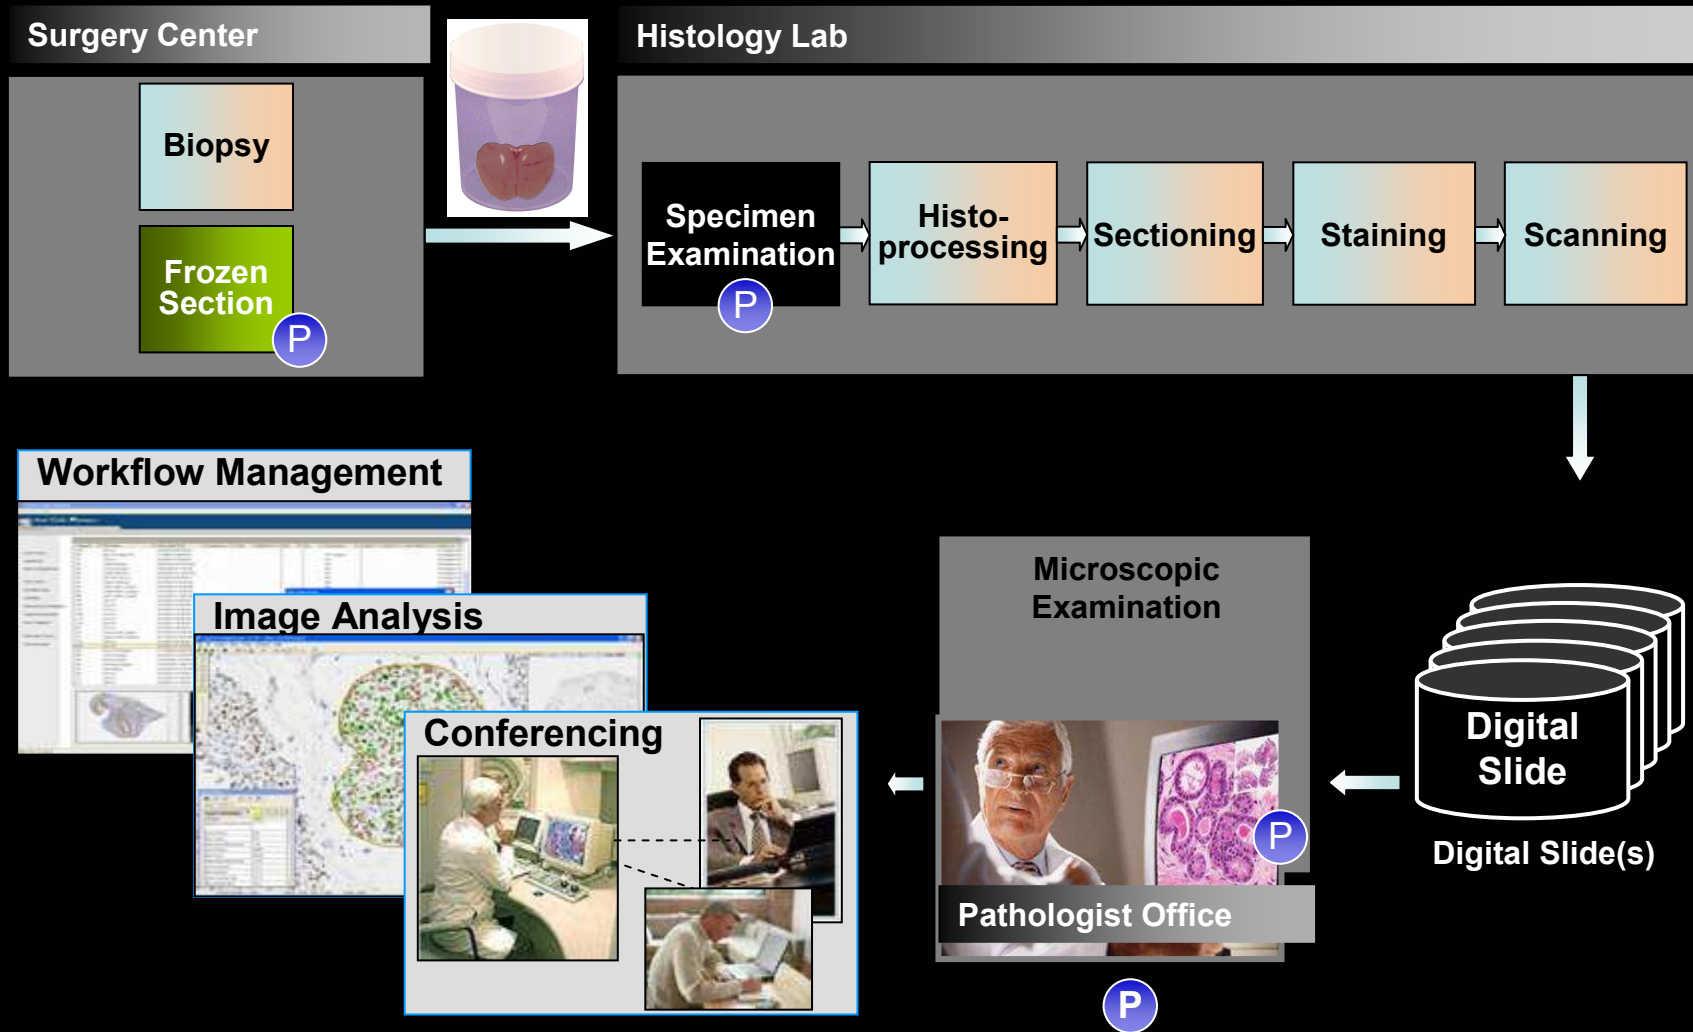 Surgery Center
Histology Lab
Biopsy
Frozen
Section
P
Specimen
Examination
P
Histo-
processing
Sectioning
Staining
Scanning
Workflow Management
Image Analysis
Conferencing
Microscopic
Examination
P
Pathologist Office
Digital
Slide
Digital Slide(s)
P